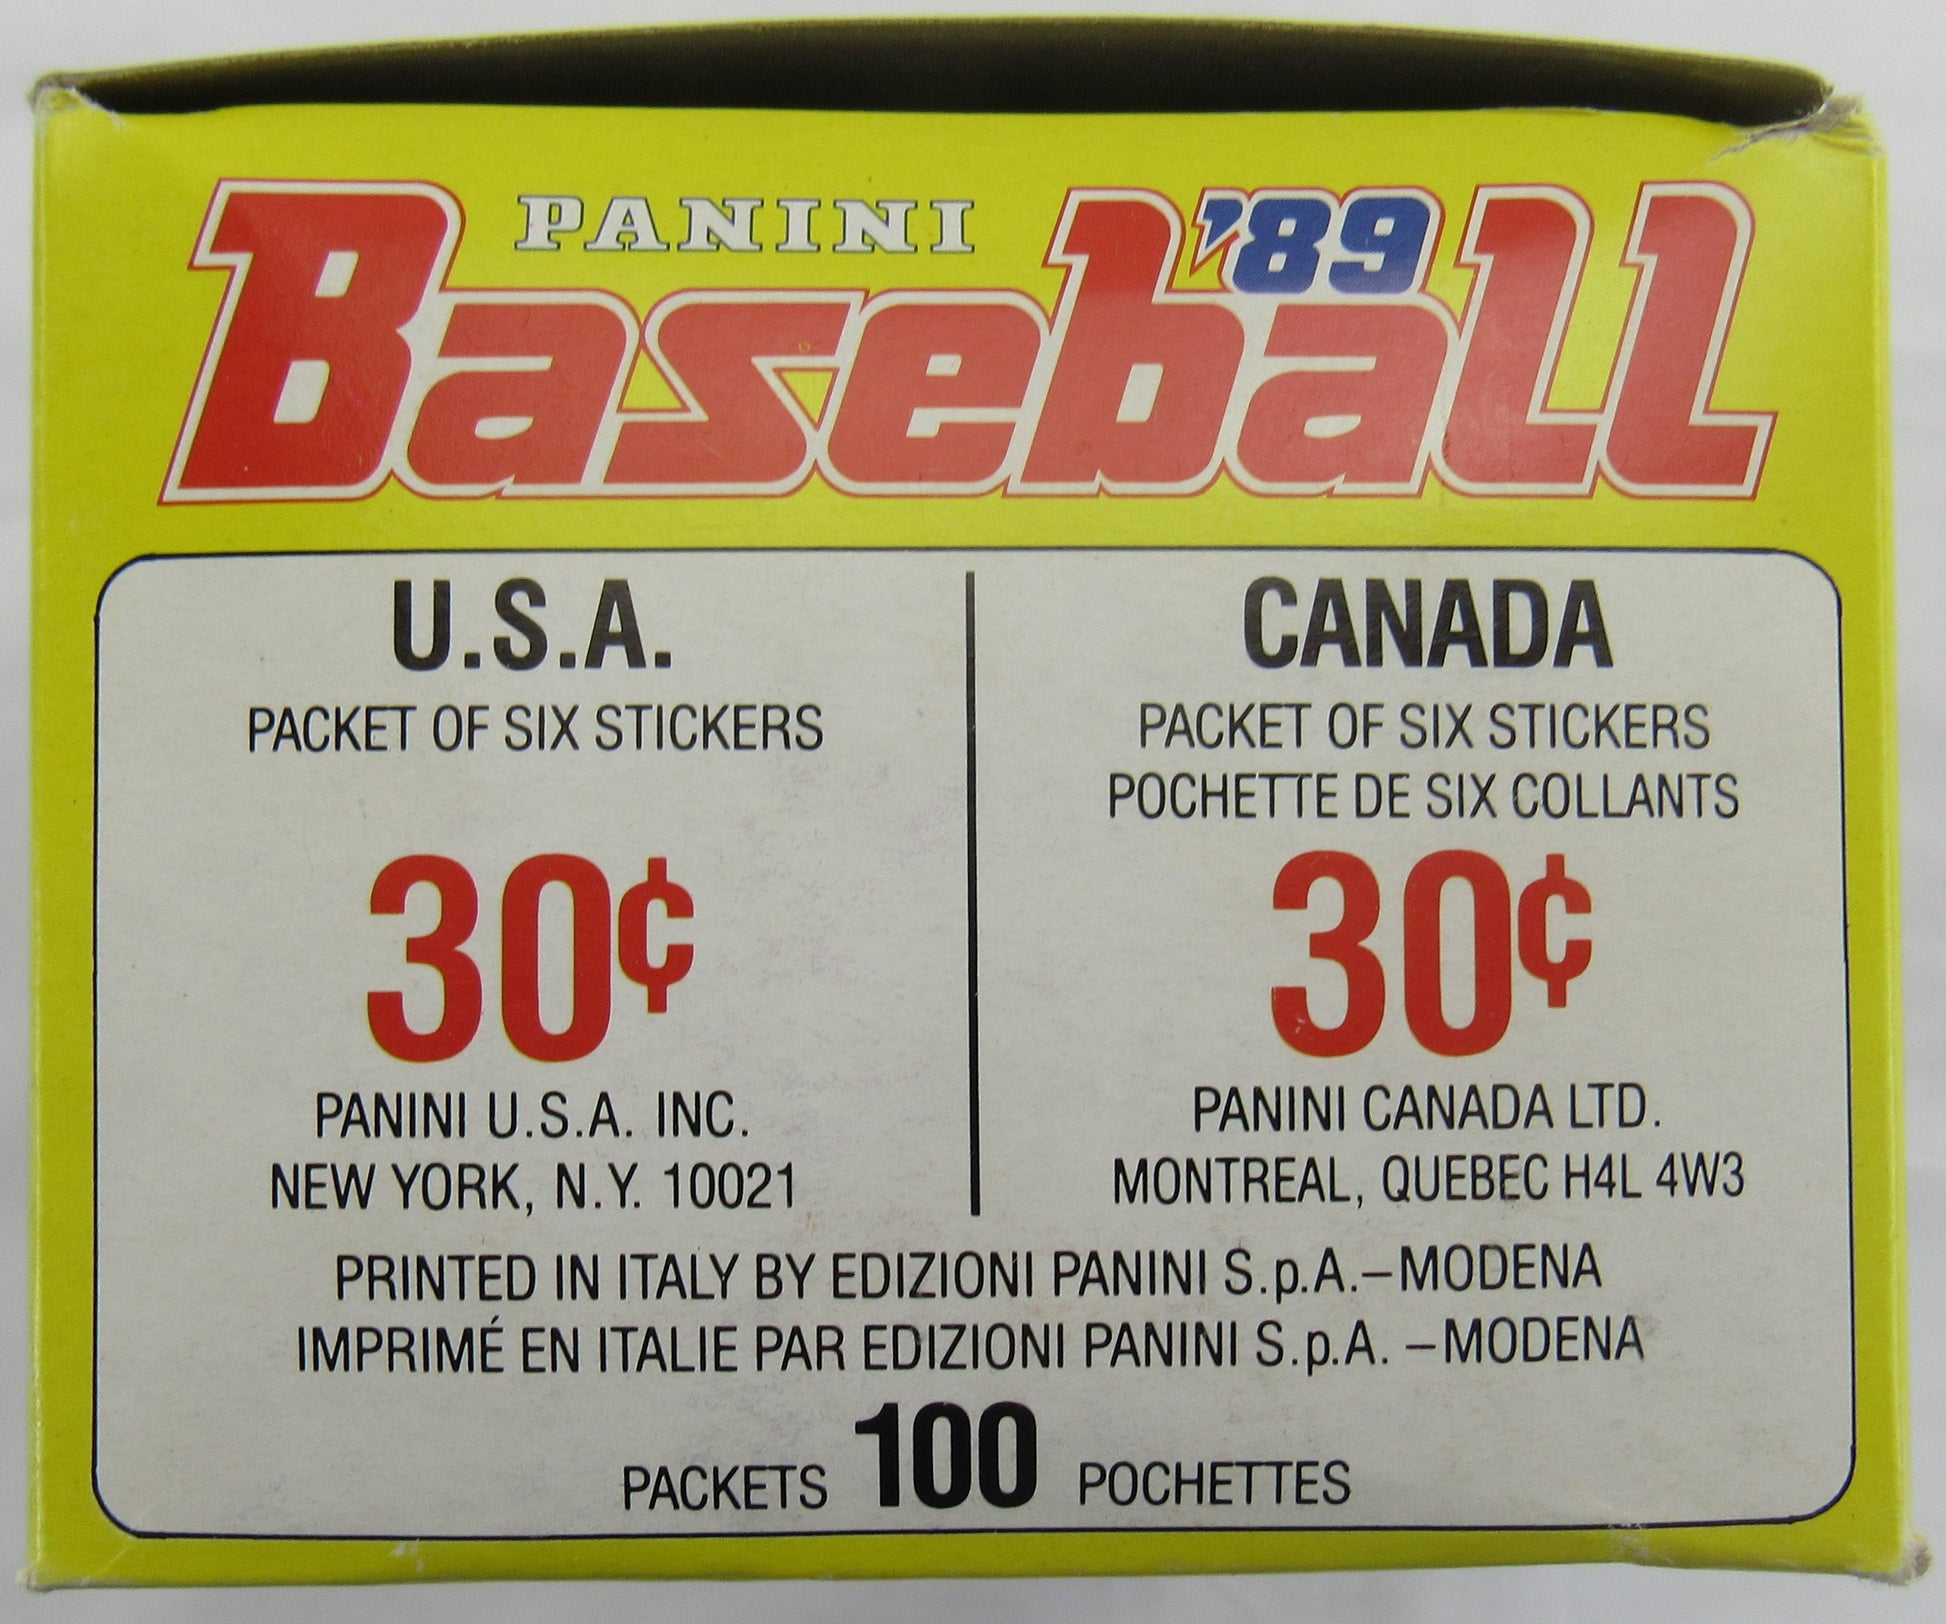 PANINI
Baseball '89
U.S.A.
PACKET OF SIX STICKERS
30¢
PANINI U.S.A. INC.
NEW YORK, N.Y. 10021
CANADA
PACKET OF SIX STICKERS
POCHETTE DE SIX COLLANTS
30¢
PANINI CANADA LTD.
MONTREAL, QUEBEC H4L 4W3
PRINTED IN ITALY BY EDIZIONI PANINI S.p.A.–MODENA
IMPRIMÉ EN ITALIE PAR EDIZIONI PANINI S.p.A. –MODENA
PACKETS 100 POCHETTES